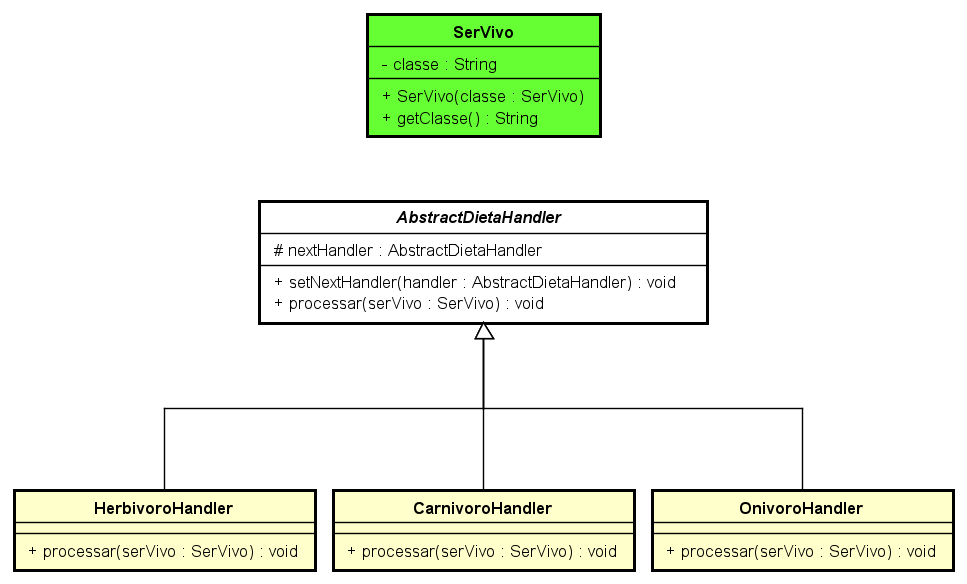 SerVivo
- classe : String
+ SerVivo(classe : SerVivo)
+ getClasse() : String
AbstractDietaHandler
# nextHandler : AbstractDietaHandler
+ setNextHandler(handler : AbstractDietaHandler) : void
+ processar(serVivo : SerVivo) : void
HerbivoroHandler
+ processar(serVivo : SerVivo) : void
CarnivoroHandler
+ processar(serVivo : SerVivo) : void
OnivoroHandler
+ processar(serVivo : SerVivo) : void